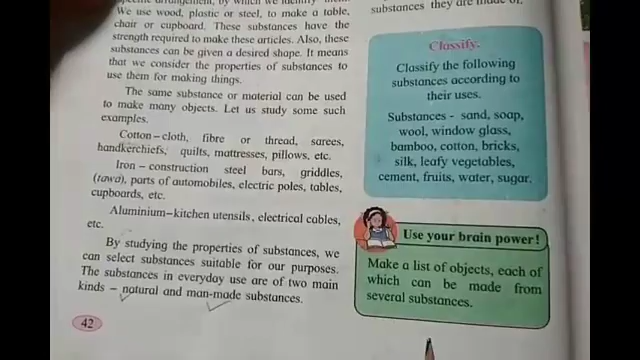 arrangement, by which we identify
We use wood, plastic or steel, to make a table,
chair or cupboard. These substances have the
strength required to make these articles. Also, these
substances can be given a desired shape. It means
that we consider the properties of substances to
use them for making things.
The same substance or material can be used
to make many objects. Let us study some such
examples.
Cotton – cloth, fibre or thread, sarees,
handkerchiefs, quilts, mattresses, pillows, etc.
Iron – construction steel bars, griddles,
(tawa), parts of automobiles, electric poles, tables,
cupboards, etc.
Aluminium – kitchen utensils, electrical cables,
etc.
By studying the properties of substances, we
can select substances suitable for our purposes.
The substances in everyday use are of two main
kinds – natural and man-made substances.
42
substances they are made of.
Classify.
Classify the following
substances according to
their uses.
Substances - sand, soap,
wool, window glass,
bamboo, cotton, bricks,
silk, leafy vegetables,
cement, fruits, water, sugar.
Use your brain power!
Make a list of objects, each of
which can be made from
several substances.